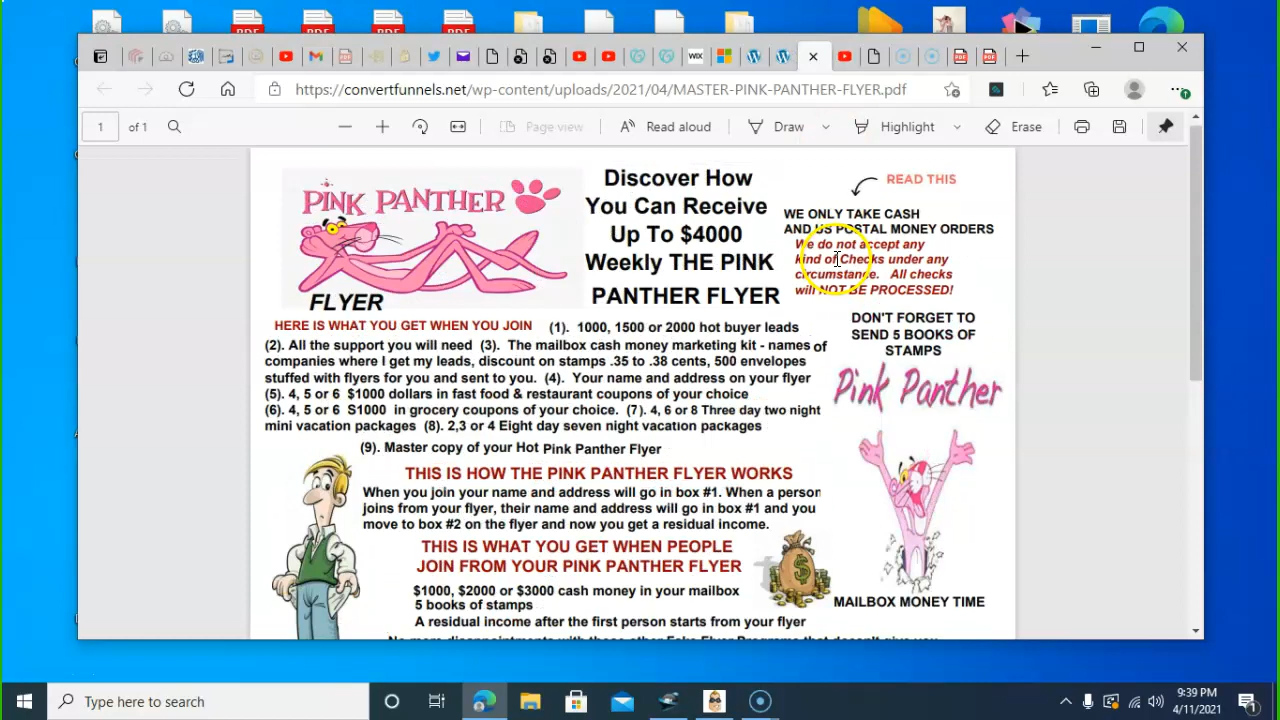 https://convertfunnels.net/wp-content/uploads/2021/04/MASTER-PINK-PANTHER-FLYER.pdf
1 of 1
Page view
Read aloud
Draw
Highlight
Erase
PINK PANTHER
FLYER
Discover How
You Can Receive
Up To $4000
Weekly THE PINK
PANTHER FLYER
READ THIS
WE ONLY TAKE CASH
AND US POSTAL MONEY ORDERS
We do not accept any
kind of Checks under any
circumstance. All checks
will NOT BE PROCESSED!
DON'T FORGET TO
SEND 5 BOOKS OF
STAMPS
Pink Panther
MAILBOX MONEY TIME
HERE IS WHAT YOU GET WHEN YOU JOIN (1). 1000, 1500 or 2000 hot buyer leads
(2). All the support you will need (3). The mailbox cash money marketing kit - names of
companies where I get my leads, discount on stamps .35 to .38 cents, 500 envelopes
stuffed with flyers for you and sent to you. (4). Your name and address on your flyer
(5). 4, 5 or 6 $1000 dollars in fast food & restaurant coupons of your choice
(6). 4, 5 or 6 S1000 in grocery coupons of your choice. (7). 4, 6 or 8 Three day two night
mini vacation packages (8). 2,3 or 4 Eight day seven night vacation packages
(9). Master copy of your Hot Pink Panther Flyer
THIS IS HOW THE PINK PANTHER FLYER WORKS
When you join your name and address will go in box #1. When a person
joins from your flyer, their name and address will go in box #1 and you
move to box #2 on the flyer and now you get a residual income.
THIS IS WHAT YOU GET WHEN PEOPLE
JOIN FROM YOUR PINK PANTHER FLYER
$1000, $2000 or $3000 cash money in your mailbox
5 books of stamps
A residual income after the first person starts from your flyer
No more disappointments with those other Fake Flyer Programs that doesn't give you
Type here to search
9:39 PM
4/11/2021